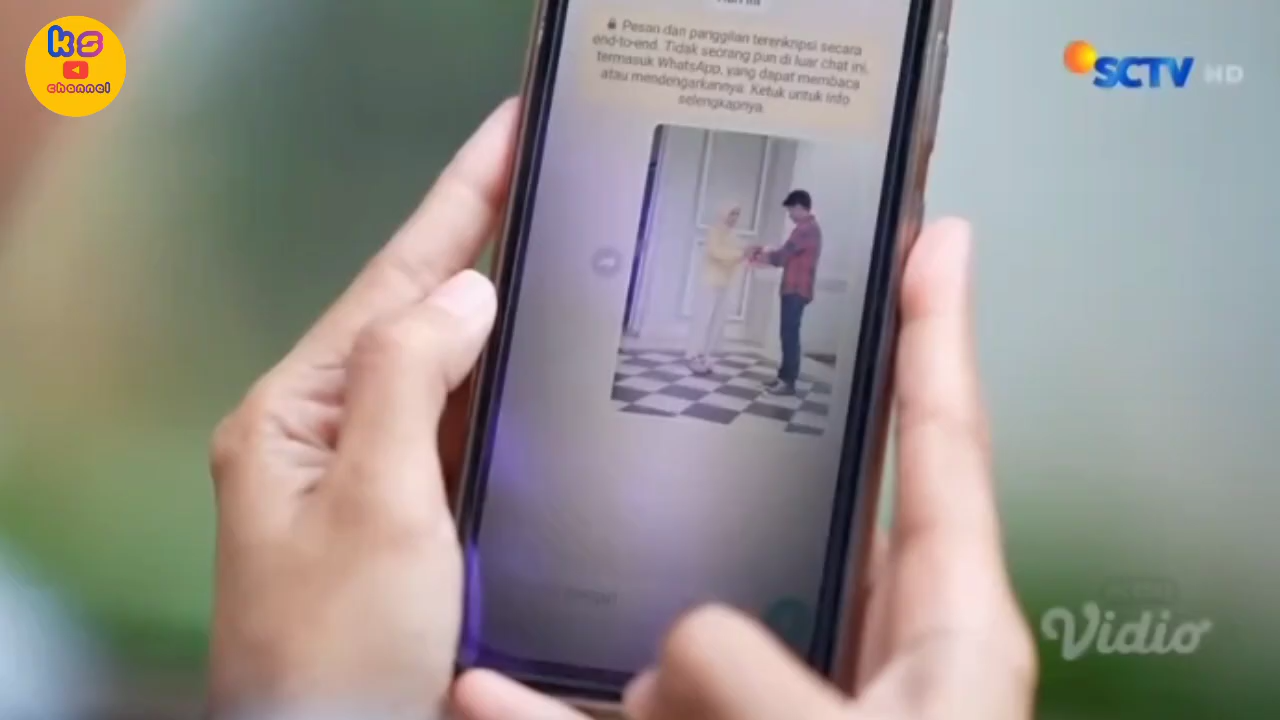 KS
channel
SCTV HD
Pesan dan panggilan terenkripsi secara
end-to-end. Tidak seorang pun di luar chat ini,
termasuk WhatsApp, yang dapat membaca
atau mendengarkannya. Ketuk untuk info
selengkapnya.
Vidio